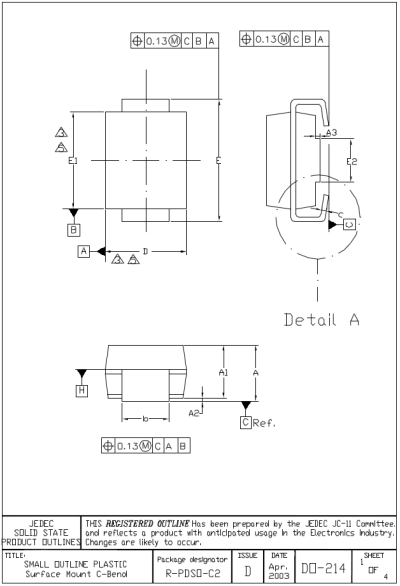 ⌖ 0.13Ⓜ C B A
⌖ 0.13Ⓜ C B A
3
5
E1
E
A3
E2
C
C
B
A
D
3 5
Detail A
H
A1
A
A2
b
C Ref.
⌖ 0.13Ⓜ C A B
JEDEC
SOLID STATE
PRODUCT OUTLINES
THIS REGISTERED OUTLINE Has been prepared by the JEDEC JC-11 Committee.
and reflects a product with anticipated usage in the Electronics Industry.
Changes are likely to occur.
TITLE:
SMALL OUTLINE PLASTIC
Surface Mount C-Bend
Package designator
R-PDSO-C2
ISSUE
D
DATE
Apr.
2003
DO-214
SHEET
1
OF
4